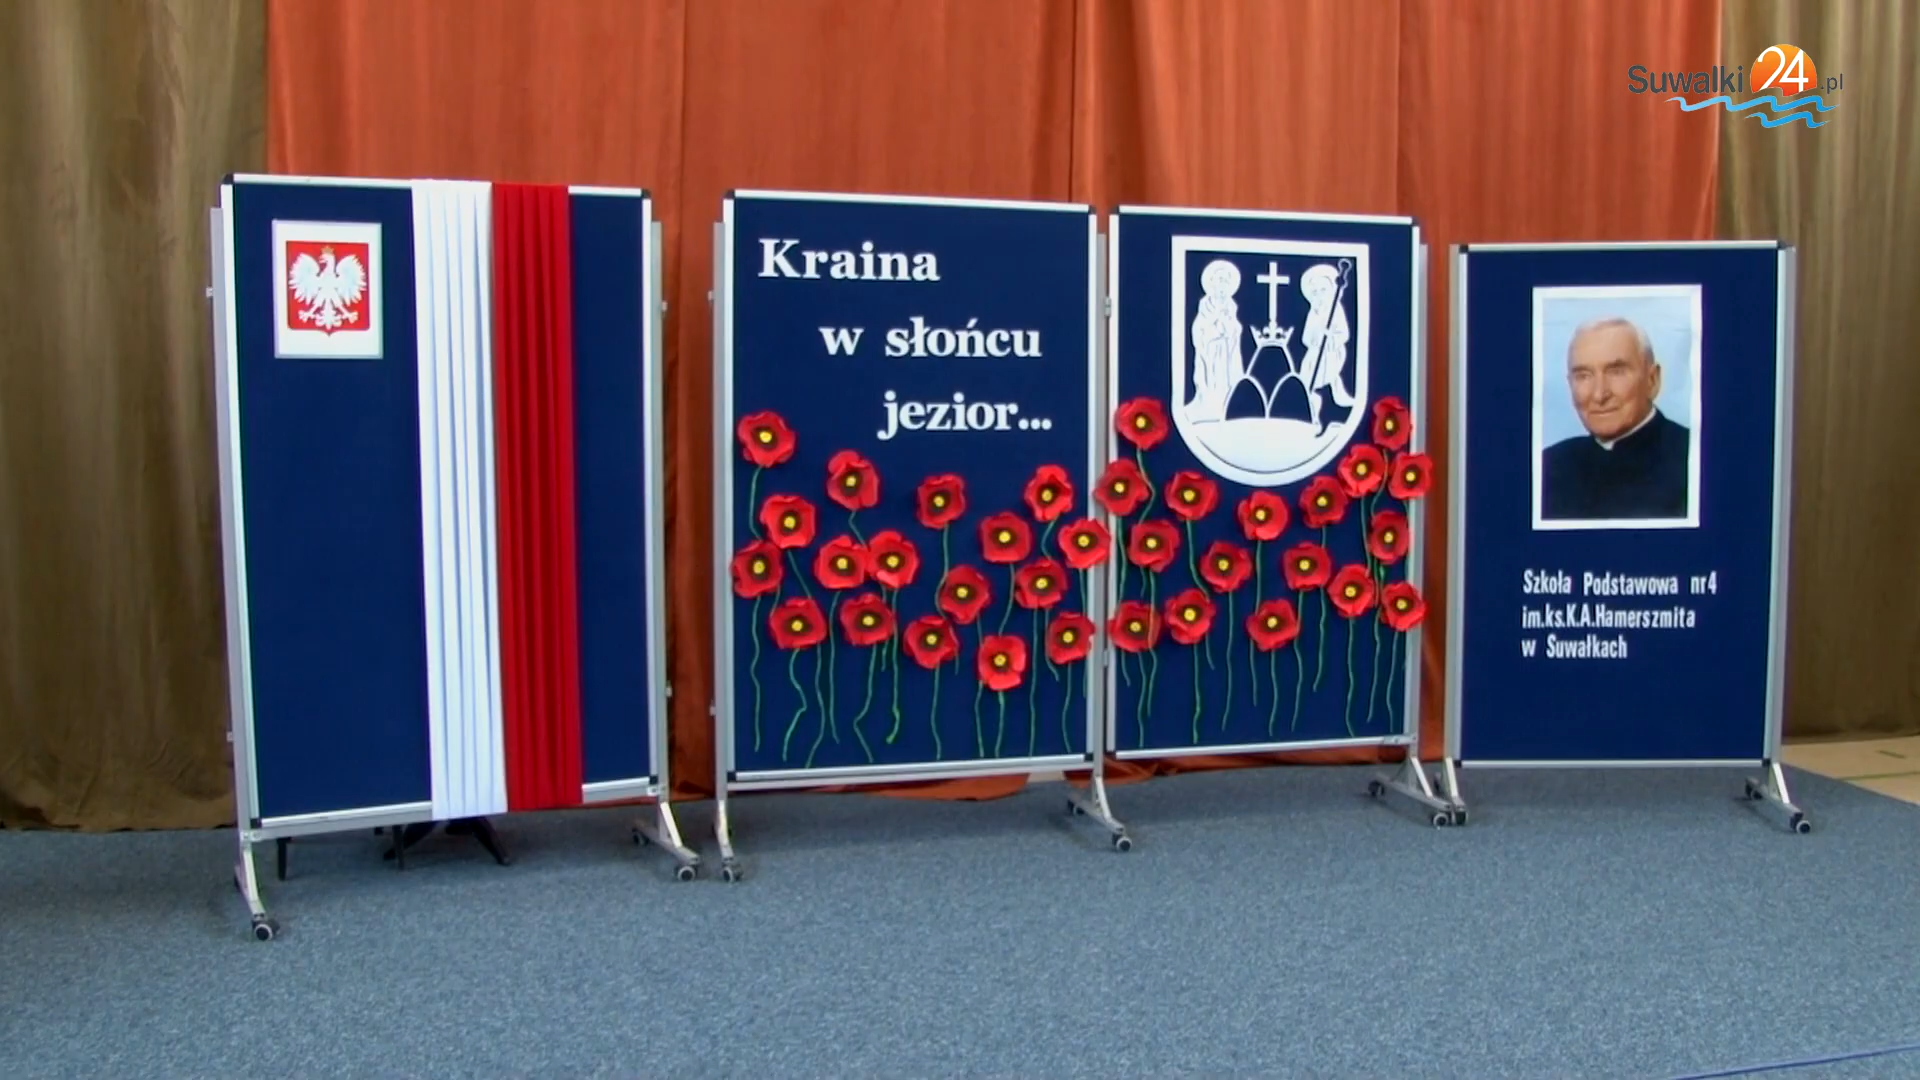 Suwalki24.pl
Kraina
w słońcu
jezior...
Szkoła Podstawowa nr4
im.ks.K.A.Hamerszmita
w Suwałkach